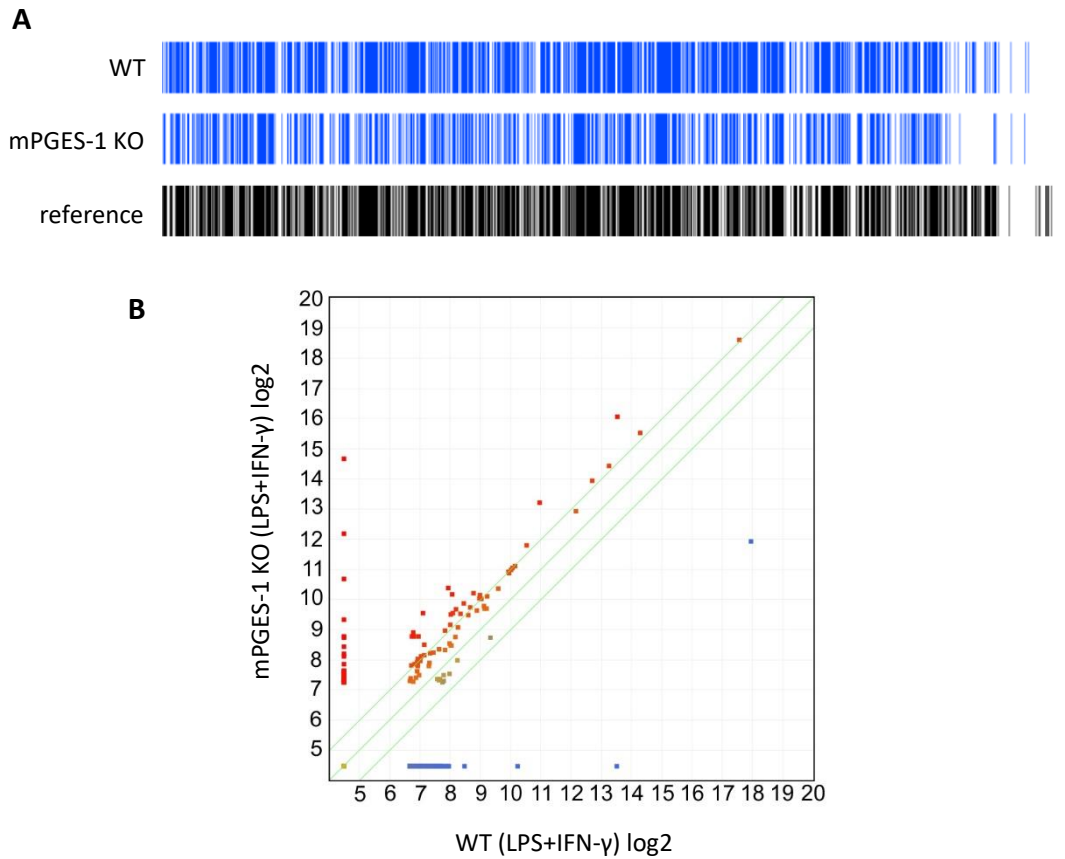 A
WT
mPGES-1 KO
reference
B
mPGES-1 KO (LPS+IFN-γ) log2
20
19
18
17
16
15
14
13
12
11
10
9
8
7
6
5
5 6 7 8 9 10 11 12 13 14 15 16 17 18 19 20
WT (LPS+IFN-γ) log2